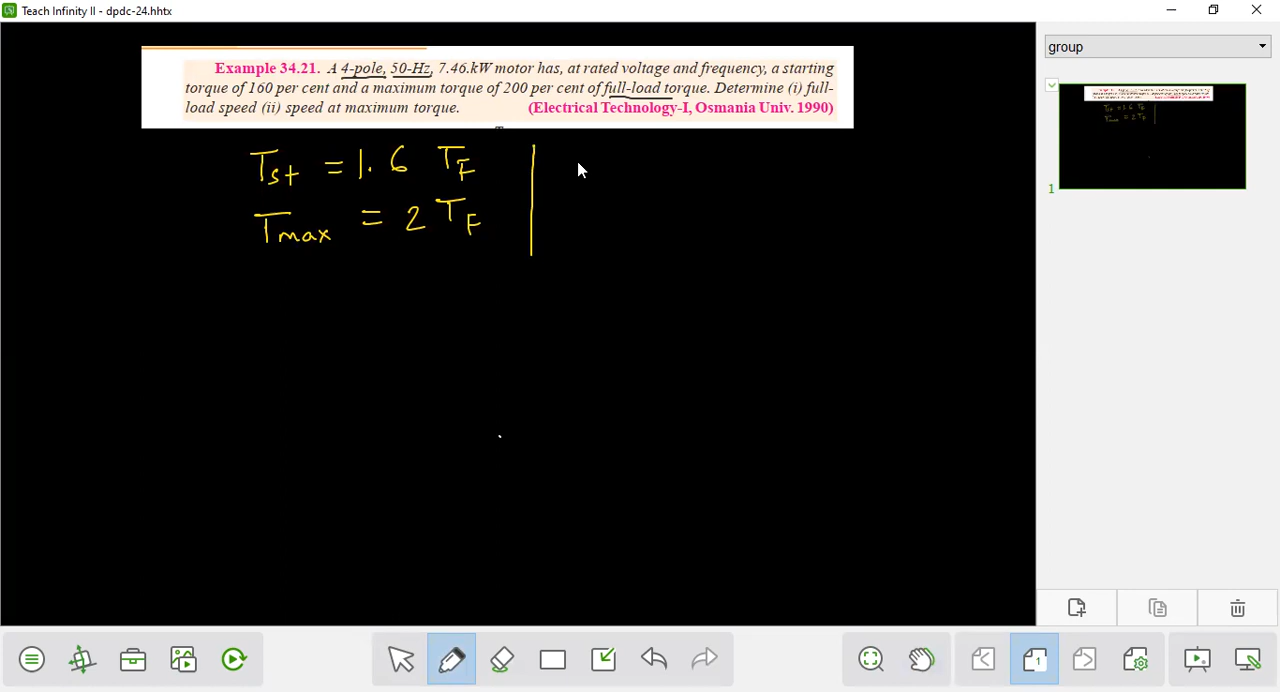 Teach Infinity II - dpdc-24.hhtx
Example 34.21. A 4-pole, 50-Hz, 7.46.kW motor has, at rated voltage and frequency, a starting
torque of 160 per cent and a maximum torque of 200 per cent of full-load torque. Determine (i) full-
load speed (ii) speed at maximum torque. (Electrical Technology-I, Osmania Univ. 1990)
Tst = 1.6 TF
Tmax = 2 TF
group
1
1